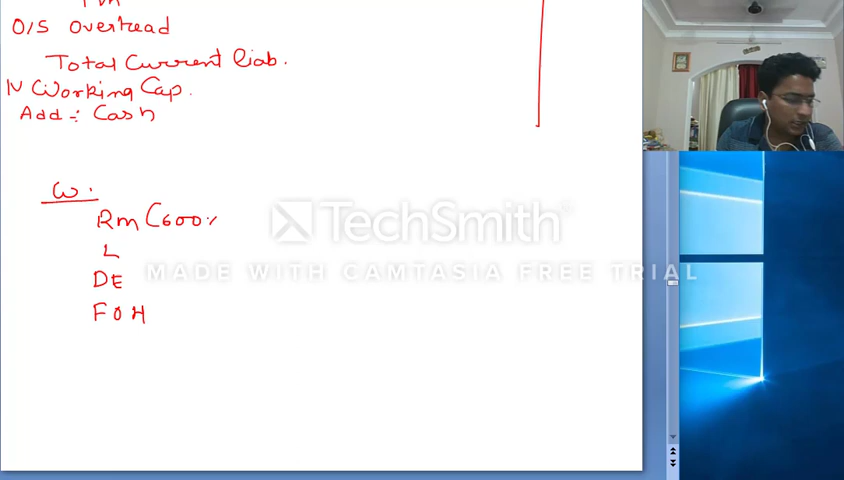 O/S Overhead
Total Current liab.
N Working Cap.
Add :- Cash
W.
Rm (600%
L
DE
FOH
TechSmith
MADE WITH CAMTASIA FREE TRIAL